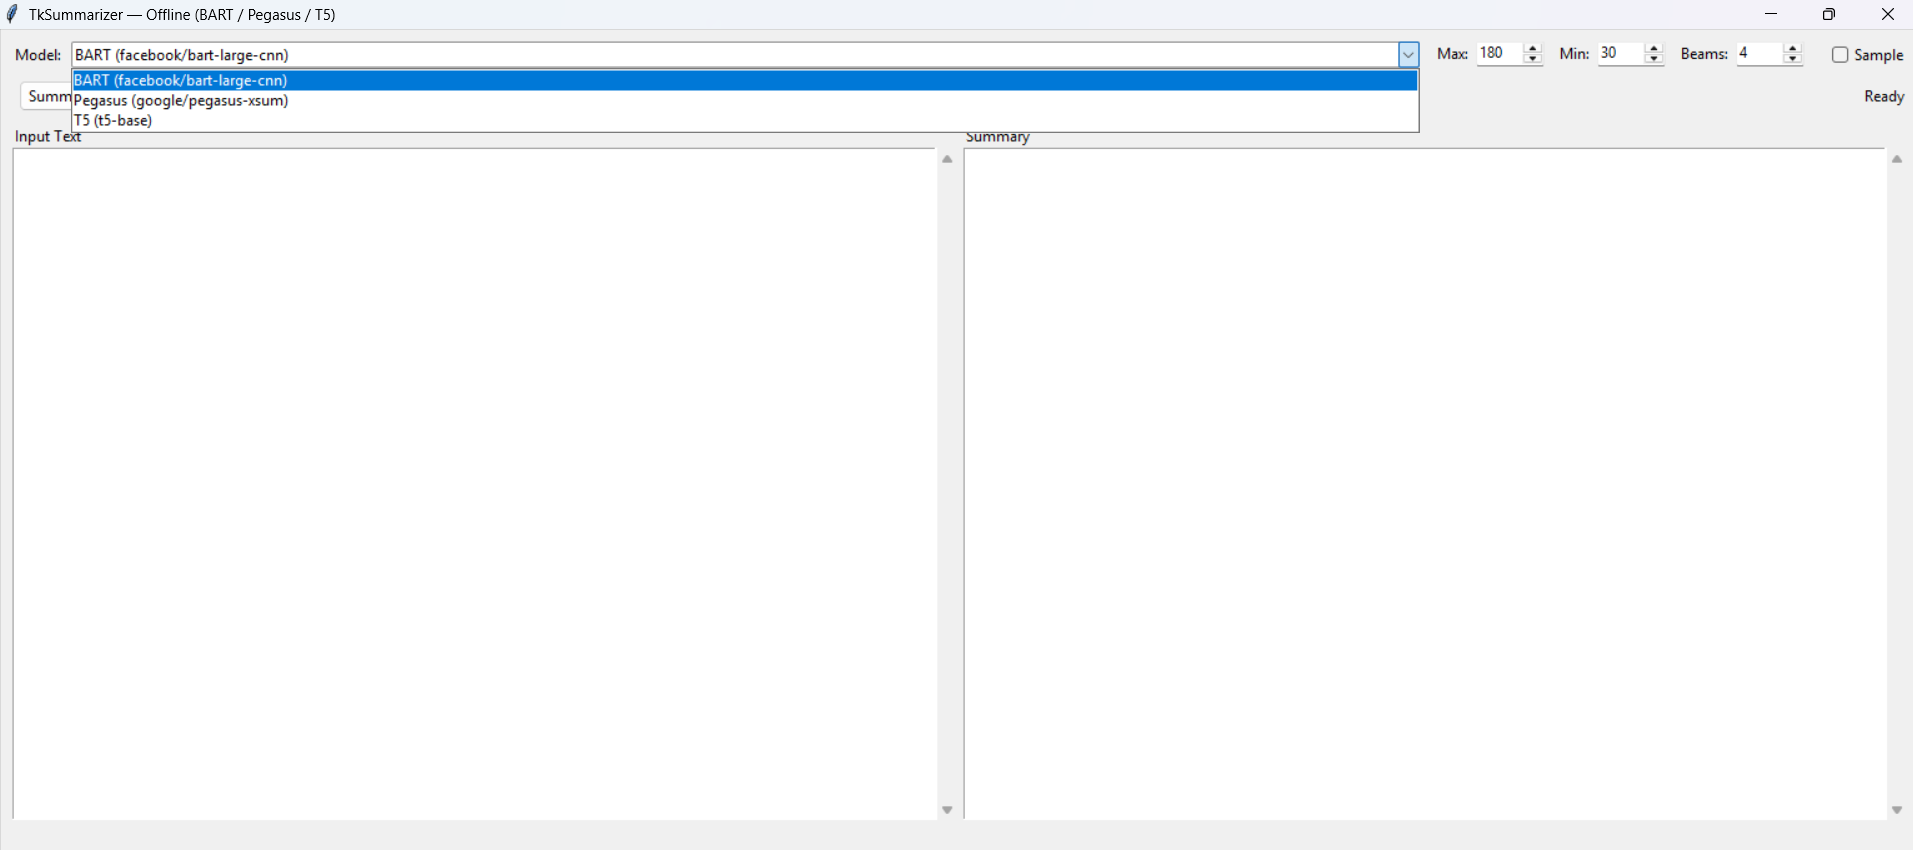 TkSummarizer — Offline (BART / Pegasus / T5)
Model: BART (facebook/bart-large-cnn) Max: 180 Min: 30 Beams: 4 Sample
BART (facebook/bart-large-cnn)
Pegasus (google/pegasus-xsum)
T5 (t5-base)
Summ Ready
Input Text Summary